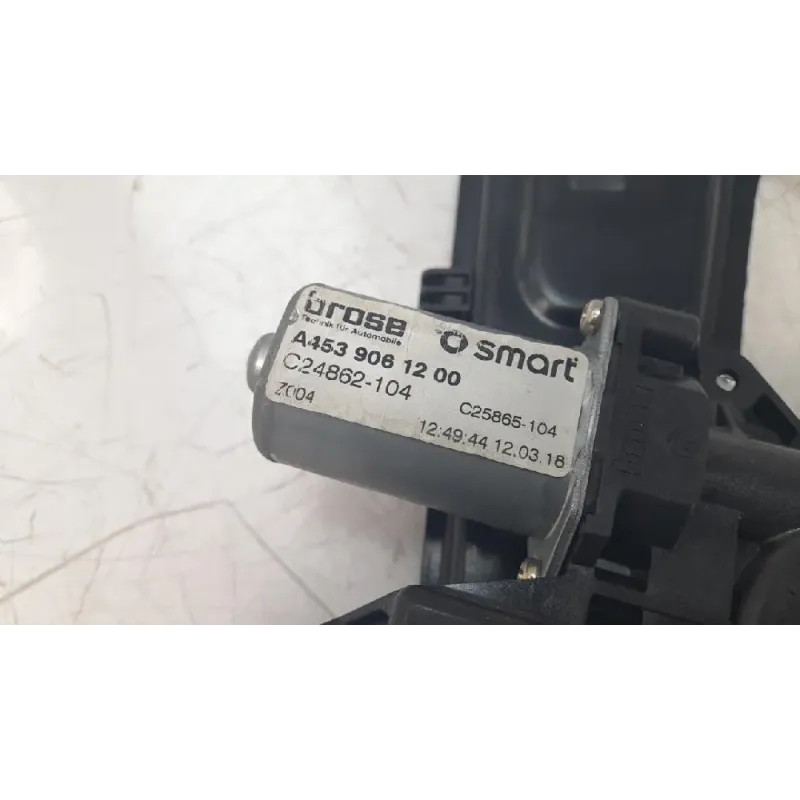 brose
Technik für Automobile
smart
A453 906 12 00
C24862-104
C25865-104
Z004
12:49:44 12.03.18